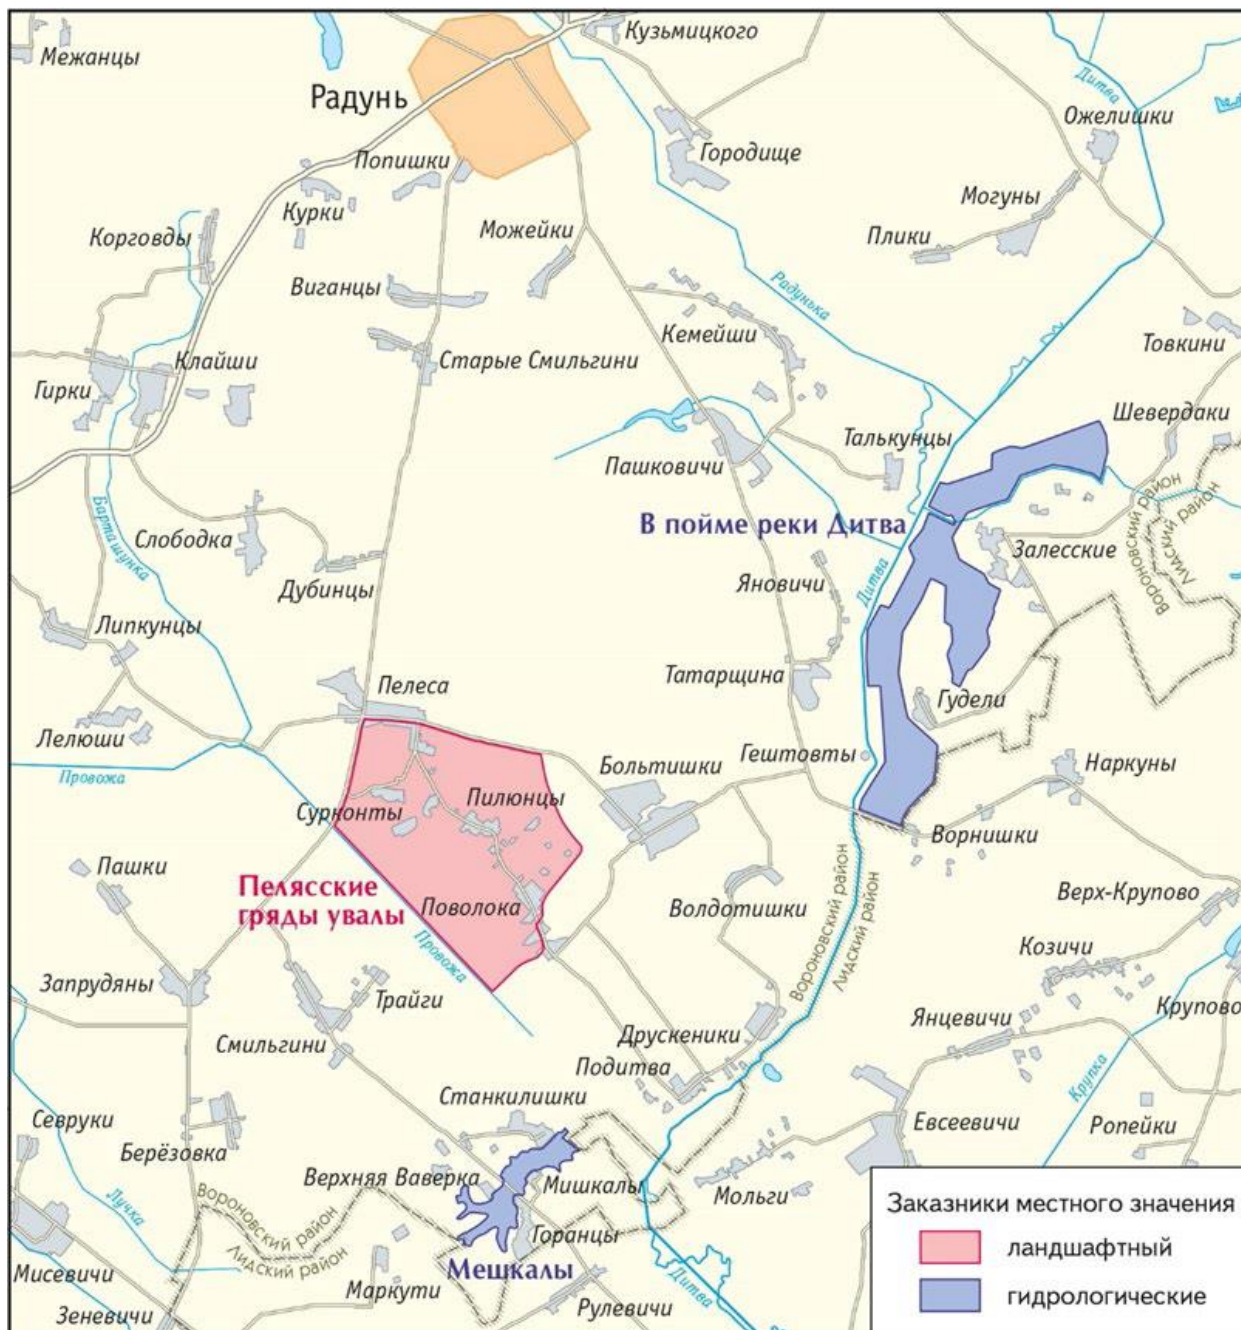 Межанцы
Кузьмицкого
Дитва
Ожелишки
Радунь
Попишки
Городище
Курки
Могуны
Корговды
Можейки
Плики
Виганцы
Радунька
Кемейши
Товкини
Клайши
Старые Смильгини
Гирки
Шевердаки
Талькунцы
Пашковичи
Барташунка
В пойме реки Дитва
Вороновский район
Лидский район
Слободка
Залесские
Дубинцы
Яновичи
Дитва
Липкунцы
Татарщина
Пелеса
Гудели
Лелюши
Провожа
Гештовты
Больтишки
Наркуны
Сурконты
Пилюнцы
Ворнишки
Пашки
Пелясские
гряды увалы
Поволока
Волдотишки
Вороновский район
Лидский район
Верх-Крупово
Провожа
Козичи
Запрудяны
Трайги
Крупово
Янцевичи
Смильгини
Друскеники
Подитва
Крупка
Станкилишки
Севруки
Евсеевичи
Ропейки
Берёзовка
Верхняя Ваверка
Мишкалы
Мольги
Лучка
Вороновский район
Лидский район
Горанцы
Мешкалы
Мисевичи
Маркути
Дитва
Рулевичи
Зеневичи
Заказники местного значения
ландшафтный
гидрологические